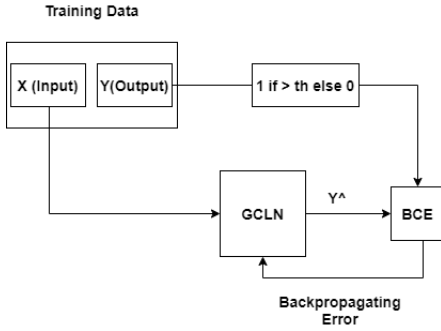 Training Data
X (Input)
Y(Output)
1 if > th else 0
GCLN
Y^
BCE
Backpropagating
Error